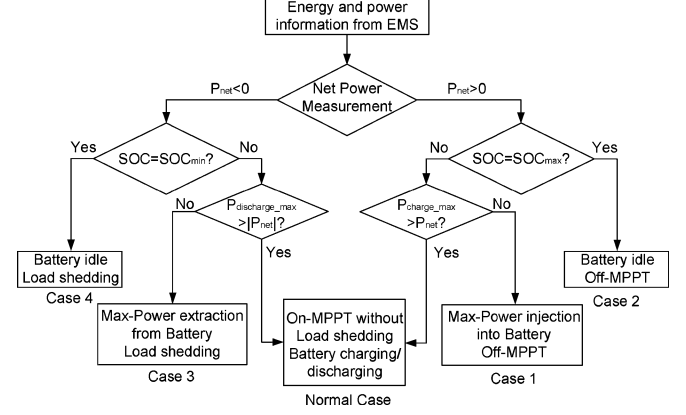 Energy and power
information from EMS
Pnet<0
Net Power
Measurement
Pnet>0
Yes
SOC=SOCmin?
No
No
SOC=SOCmax?
Yes
No
Pdischarge_max
>|Pnet|?
Yes
Pcharge_max
>Pnet?
No
Yes
Battery idle
Load shedding
Case 4
Battery idle
Off-MPPT
Case 2
Max-Power extraction
from Battery
Load shedding
Case 3
On-MPPT without
Load shedding
Battery charging/
discharging
Normal Case
Max-Power injection
into Battery
Off-MPPT
Case 1